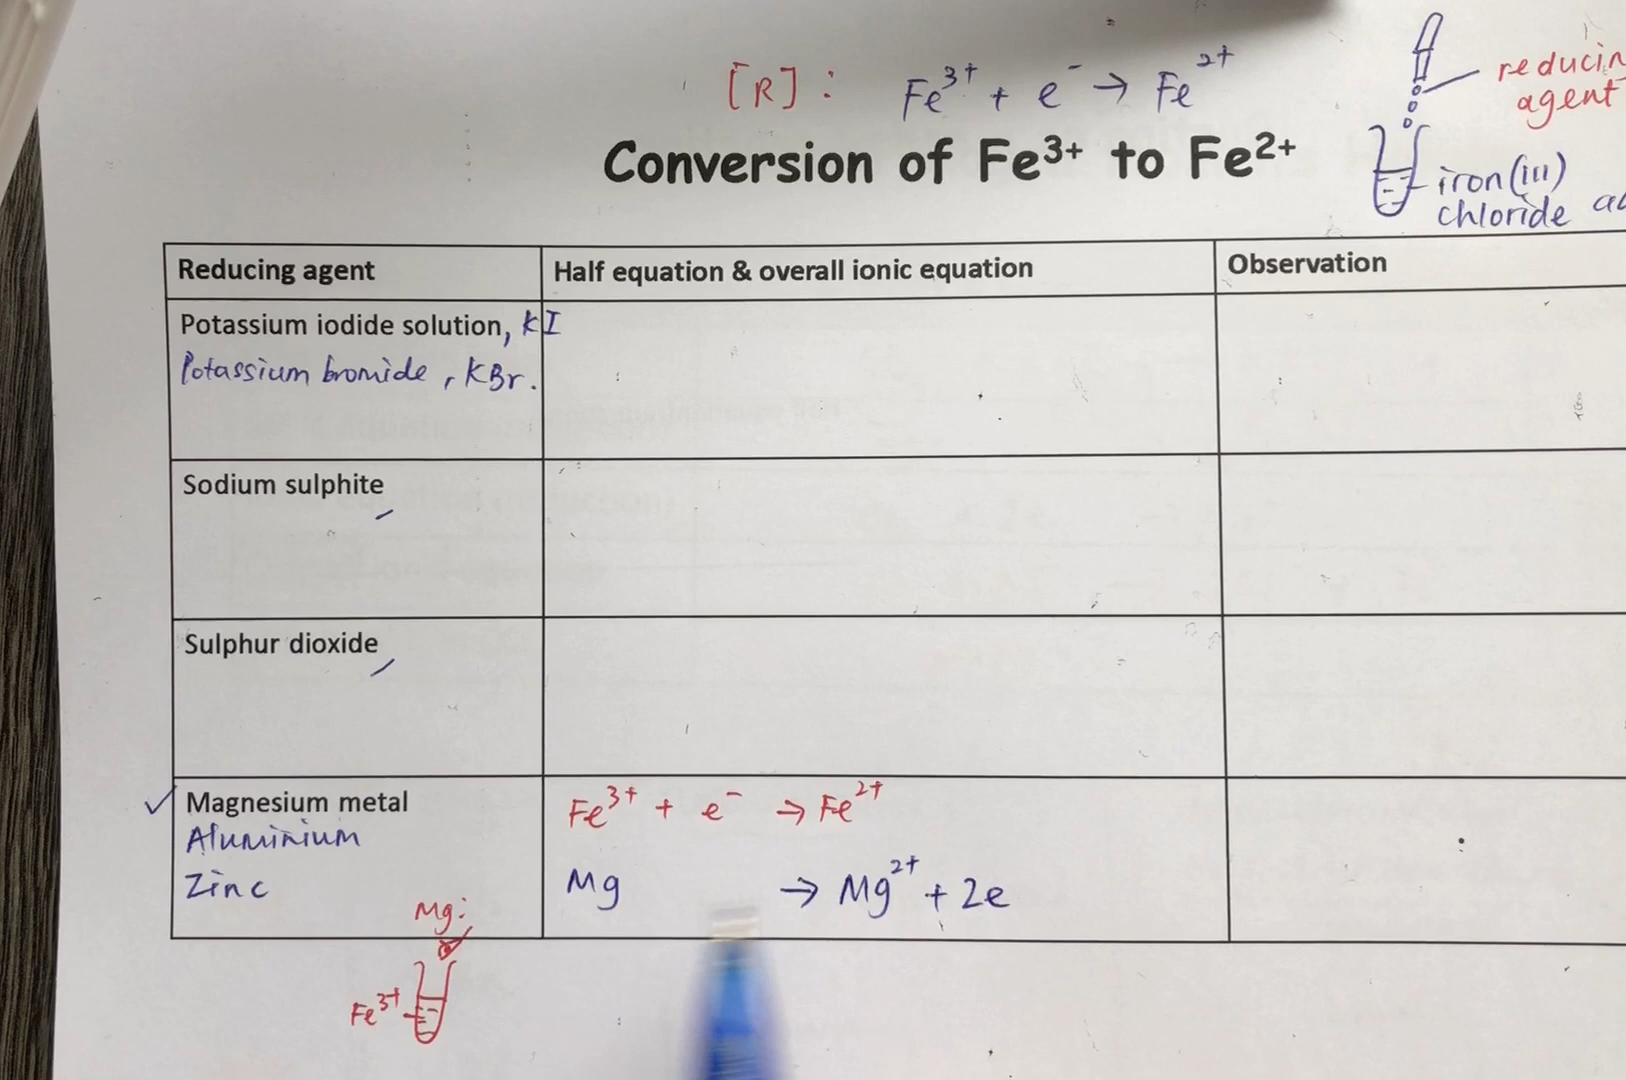 [R] : Fe³⁺ + e⁻ → Fe²⁺
reducin
agent
Conversion of Fe³⁺ to Fe²⁺
iron(iii)
chloride
Reducing agent
Half equation & overall ionic equation
Observation
Potassium iodide solution, KI
Potassium bromide, KBr.
Sodium sulphite
Sulphur dioxide
Magnesium metal
Aluminium
Zinc
Fe³⁺ + e⁻ → Fe²⁺
Mg → Mg²⁺ + 2e
Mg
Fe³⁺